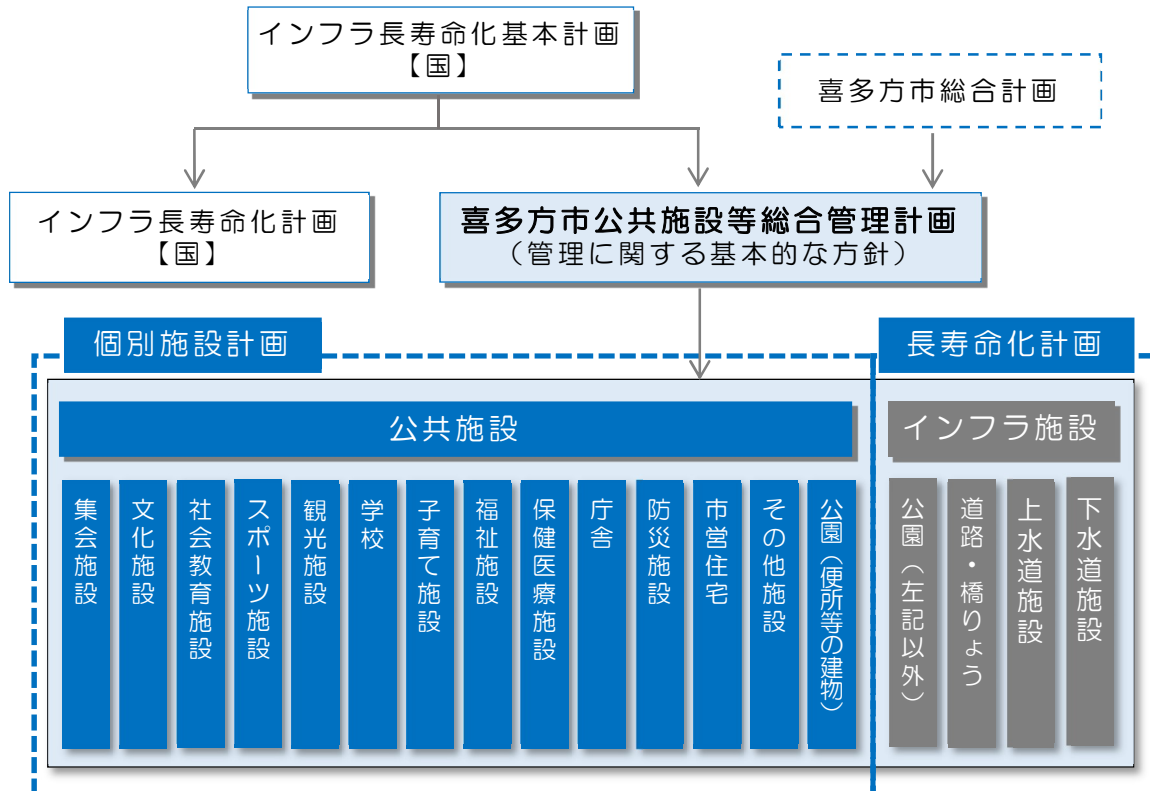 インフラ長寿命化基本計画
【国】
喜多方市総合計画
インフラ長寿命化計画
【国】
喜多方市公共施設等総合管理計画
（管理に関する基本的な方針）
個別施設計画
長寿命化計画
公共施設
インフラ施設
集会施設
文化施設
社会教育施設
スポーツ施設
観光施設
学校
子育て施設
福祉施設
保健医療施設
庁舎
防災施設
市営住宅
その他施設
公園（便所等の建物）
公園（左記以外）
道路・橋りょう
上水道施設
下水道施設